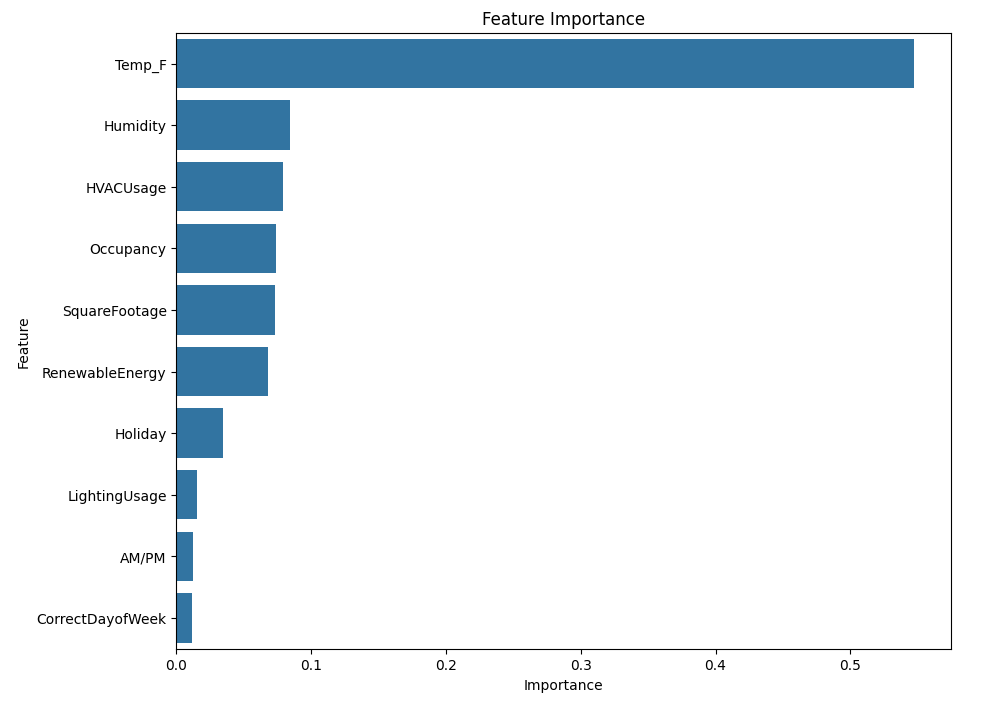 Feature Importance
Feature
Temp_F
Humidity
HVACUsage
Occupancy
SquareFootage
RenewableEnergy
Holiday
LightingUsage
AM/PM
CorrectDayofWeek
0.0 0.1 0.2 0.3 0.4 0.5
Importance